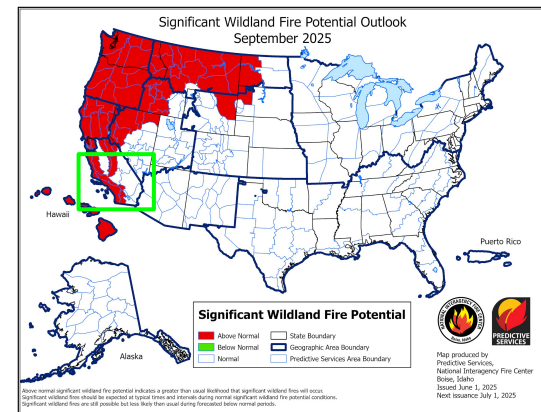 Significant Wildland Fire Potential Outlook
September 2025
Hawaii
Puerto Rico
Alaska
Significant Wildland Fire Potential
Above Normal
Below Normal
Normal
State Boundary
Geographic Area Boundary
Predictive Services Area Boundary
NATIONAL INTERAGENCY FIRE CENTER
Boise, Idaho
PREDICTIVE
SERVICES
Map produced by
Predictive Services,
National Interagency Fire Center
Boise, Idaho
Issued June 1, 2025
Next issuance July 1, 2025
Above normal significant wildland fire potential indicates a greater than usual likelihood that significant wildland fires will occur.
Significant wildland fires should be expected at typical times and intervals during normal significant wildland fire potential conditions.
Significant wildland fires are still possible but less likely than usual during forecasted below normal periods.